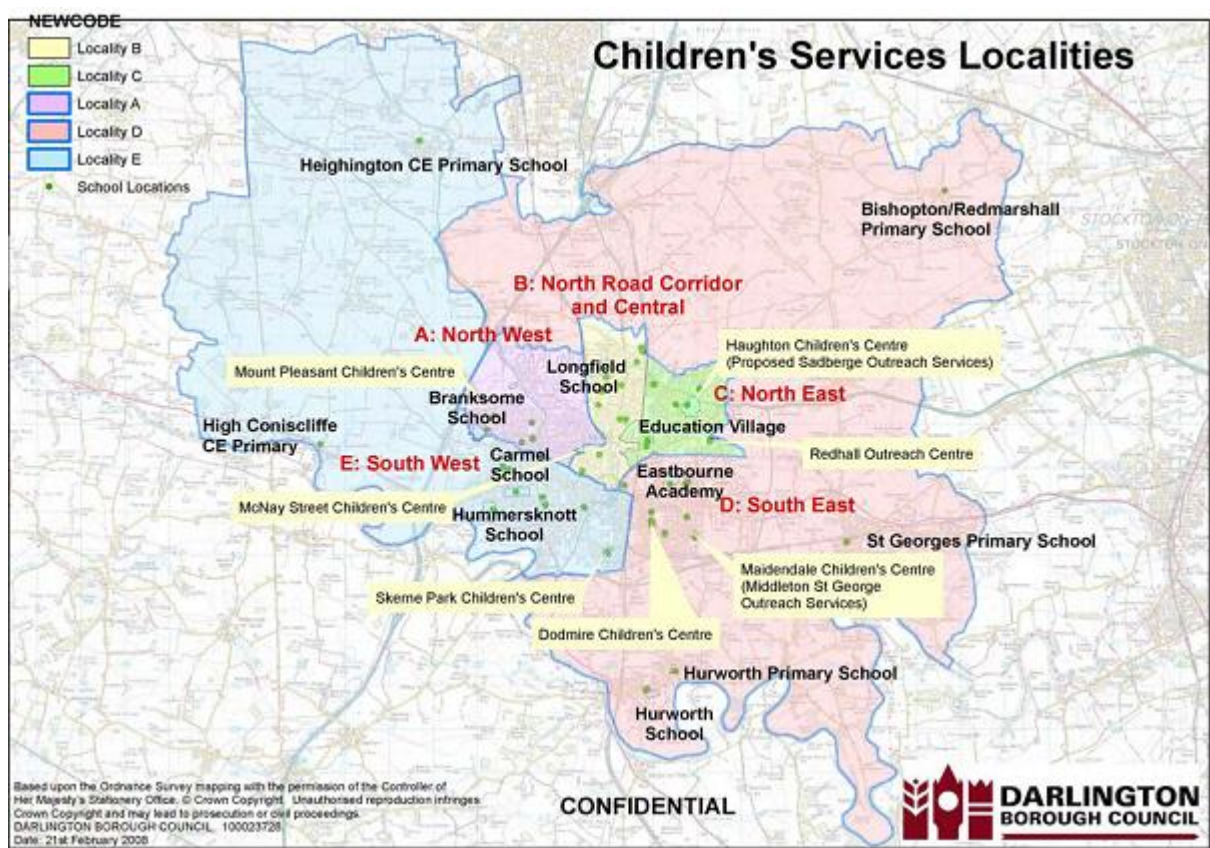 NEWCODE
Locality B
Locality C
Locality A
Locality D
Locality E
School Locations
Children's Services Localities
Heighington CE Primary School
Bishopton/Redmarshall
Primary School
STOCKTON ON
B: North Road Corridor
and Central
A: North West
Mount Pleasant Children's Centre
Longfield
School
Haughton Children's Centre
(Proposed Sadberge Outreach Services)
Branksome
School
C: North East
High Coniscliffe
CE Primary
Education Village
E: South West
Carmel
School
Redhall Outreach Centre
Eastbourne
Academy
McNay Street Children's Centre
Hummersknott
School
D: South East
St Georges Primary School
Skerne Park Children's Centre
Maidendale Children's Centre
(Middleton St George
Outreach Services)
Dodmire Children's Centre
Hurworth Primary School
Hurworth
School
Based upon the Ordnance Survey mapping with the permission of the Controller of
Her Majesty's Stationery Office. © Crown Copyright. Unauthorised reproduction infringes
Crown Copyright and may lead to prosecution or civil proceedings.
DARLINGTON BOROUGH COUNCIL 100023728
Date: 21st February 2008
CONFIDENTIAL
DARLINGTON
BOROUGH COUNCIL